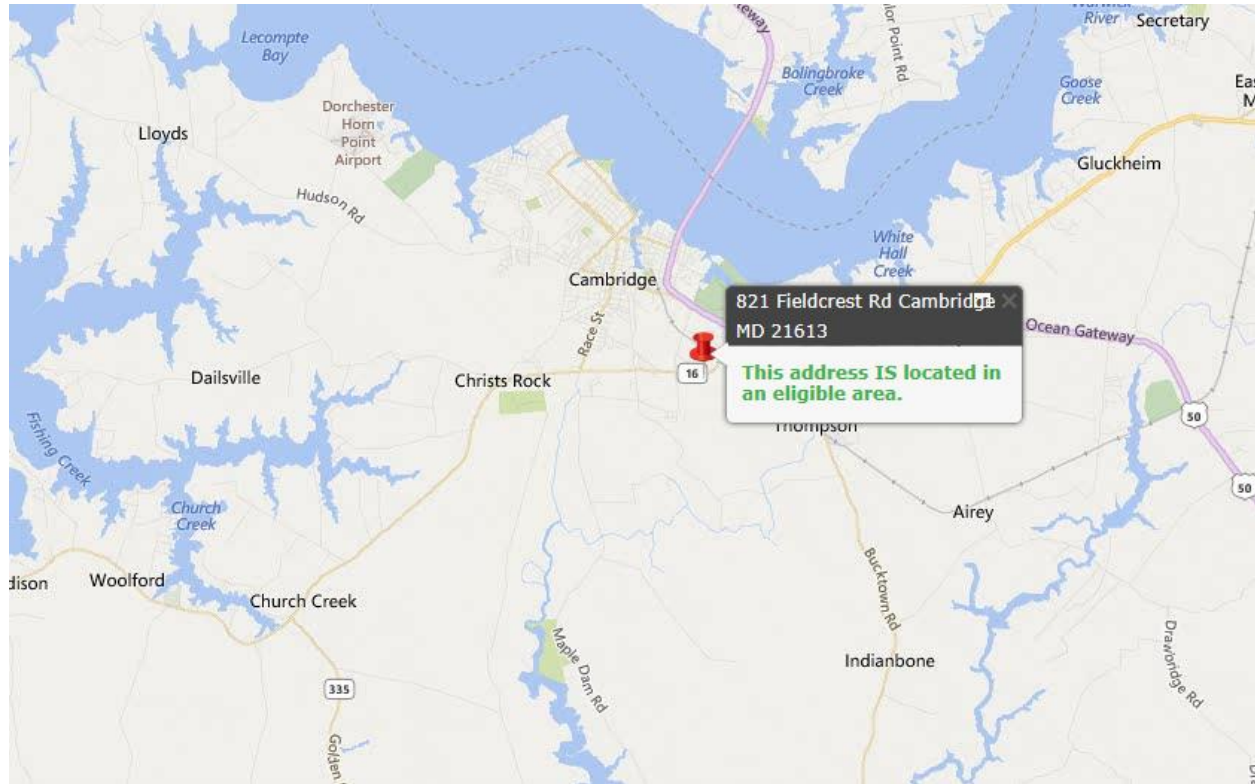 Lecompte
Bay
Dorchester
Horn
Point
Airport
Lloyds
Hudson Rd
Bolingbroke
Creek
River
Secretary
Goose
Creek
Gluckheim
White
Hall
Creek
Cambridge
Race St
821 Fieldcrest Rd Cambridge
MD 21613
This address IS located in
an eligible area.
16
Ocean Gateway
50
50
Dailsville
Christs Rock
Thompson
Fishing Creek
Church
Creek
Airey
Woolford
Church Creek
Bucktown Rd
Maple Dam Rd
Indianbone
Drawbridge Rd
335